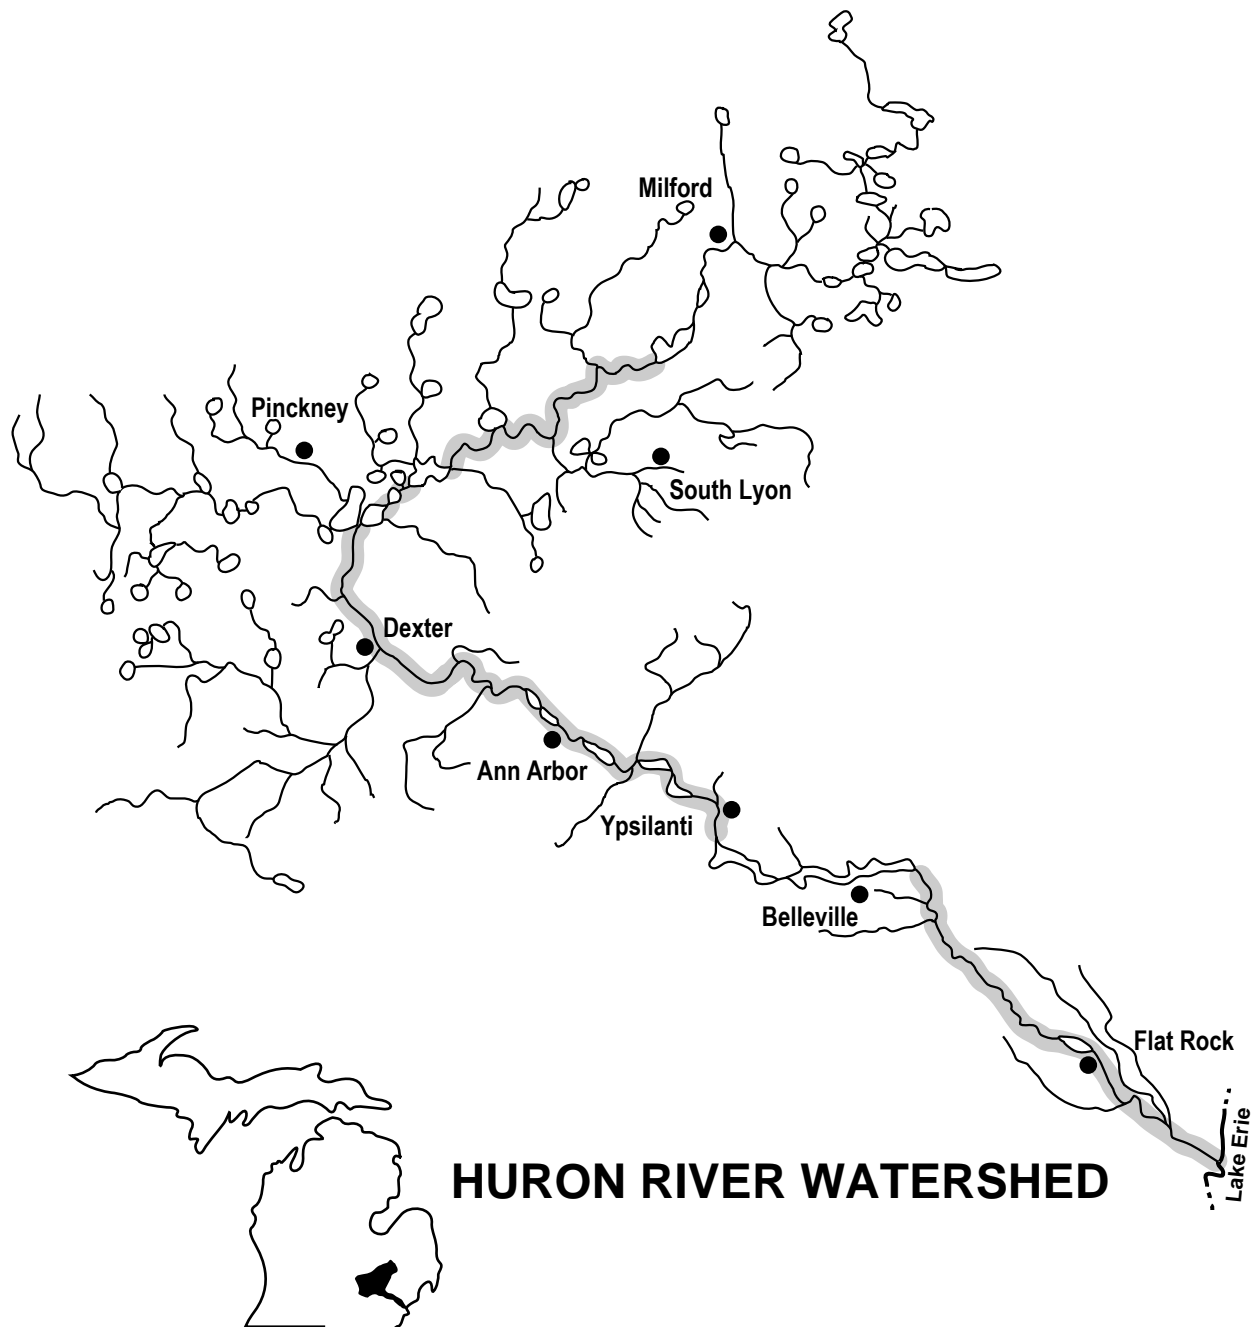 Milford
Pinckney
South Lyon
Dexter
Ann Arbor
Ypsilanti
Belleville
Flat Rock
Lake Erie
HURON RIVER WATERSHED